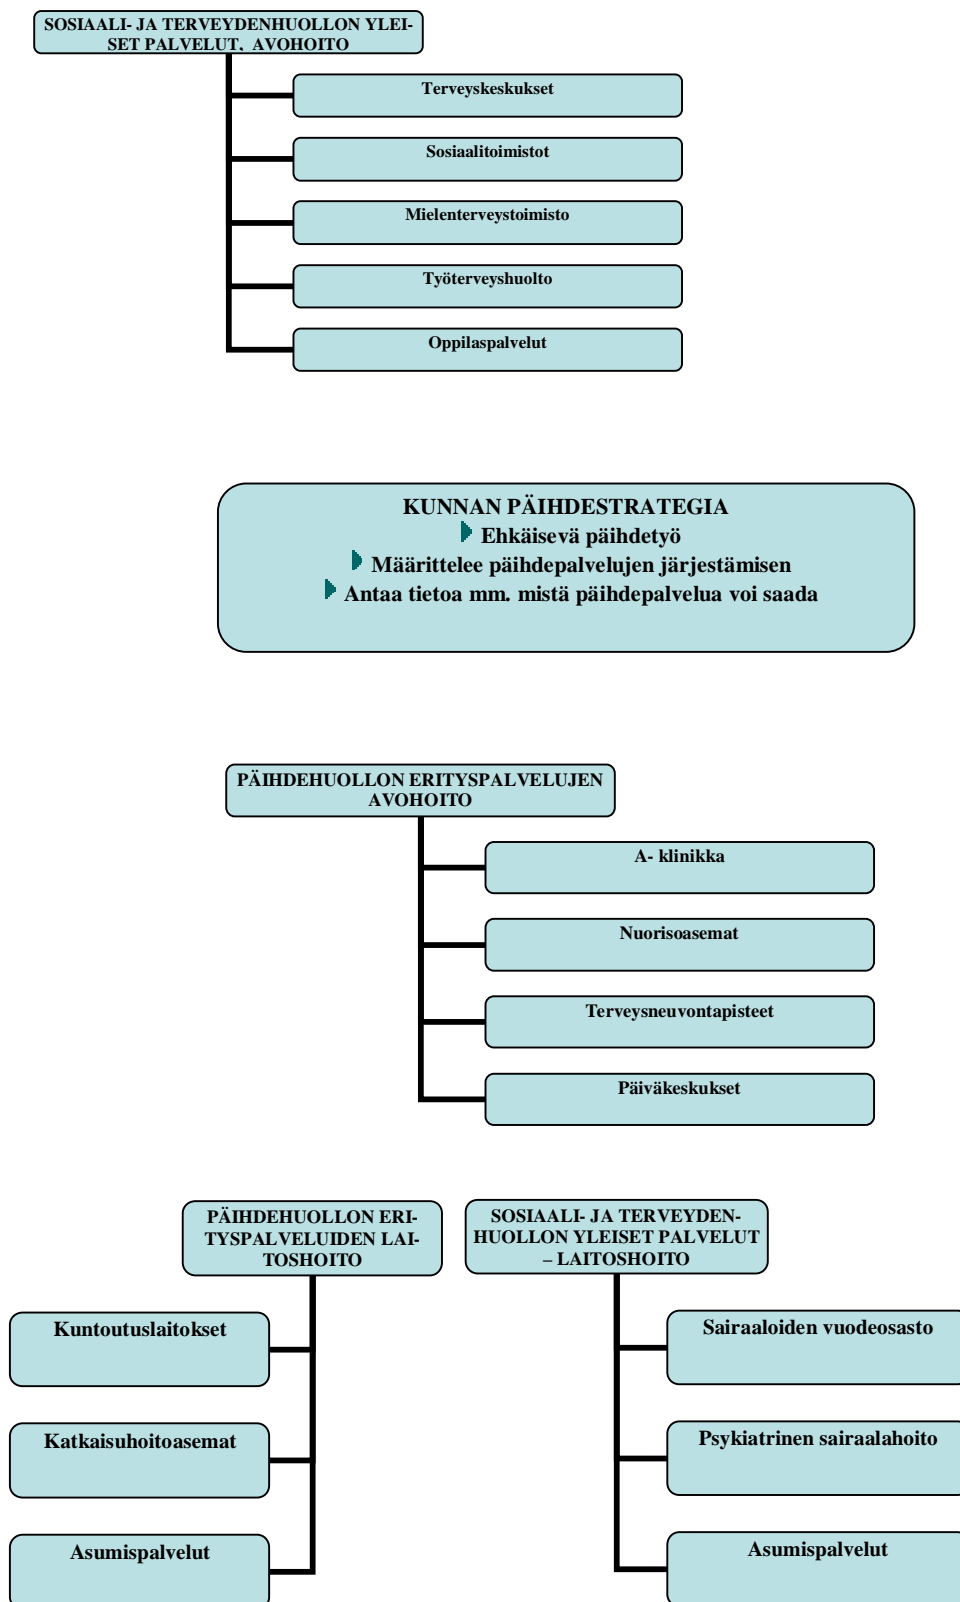 SOSIAALI- JA TERVEYDENHUOLLON YLEI-
SET PALVELUT, AVOHOITO
Terveyskeskukset
Sosiaalitoimistot
Mielenterveystoimisto
Työterveyshuolto
Oppilaspalvelut
KUNNAN PÄIHDESTRATEGIA
Ehkäisevä päihdetyö
Määrittelee päihdepalvelujen järjestämisen
Antaa tietoa mm. mistä päihdepalvelua voi saada
PÄIHDEHUOLLON ERITYSPALVELUJEN
AVOHOITO
A- klinikka
Nuorisoasemat
Terveysneuvontapisteet
Päiväkeskukset
PÄIHDEHUOLLON ERI-
TYSPALVELUIDEN LAI-
TOSHOITO
Kuntoutuslaitokset
Katkaisuhoitoasemat
Asumispalvelut
SOSIAALI- JA TERVEYDEN-
HUOLLON YLEISET PALVELUT
– LAITOSHOITO
Sairaaloiden vuodeosasto
Psykiatrinen sairaalahoito
Asumispalvelut